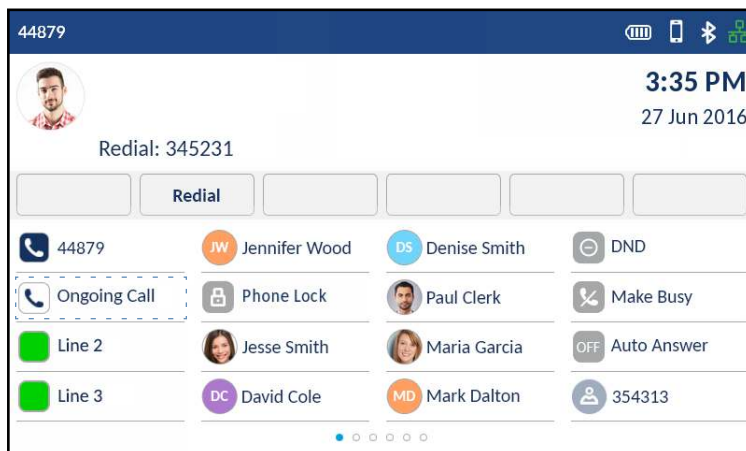 44879
3:35 PM
27 Jun 2016
Redial: 345231
Redial
44879
JW Jennifer Wood
DS Denise Smith
DND
Ongoing Call
Phone Lock
Paul Clerk
Make Busy
Line 2
Jesse Smith
Maria Garcia
OFF Auto Answer
Line 3
DC David Cole
MD Mark Dalton
354313